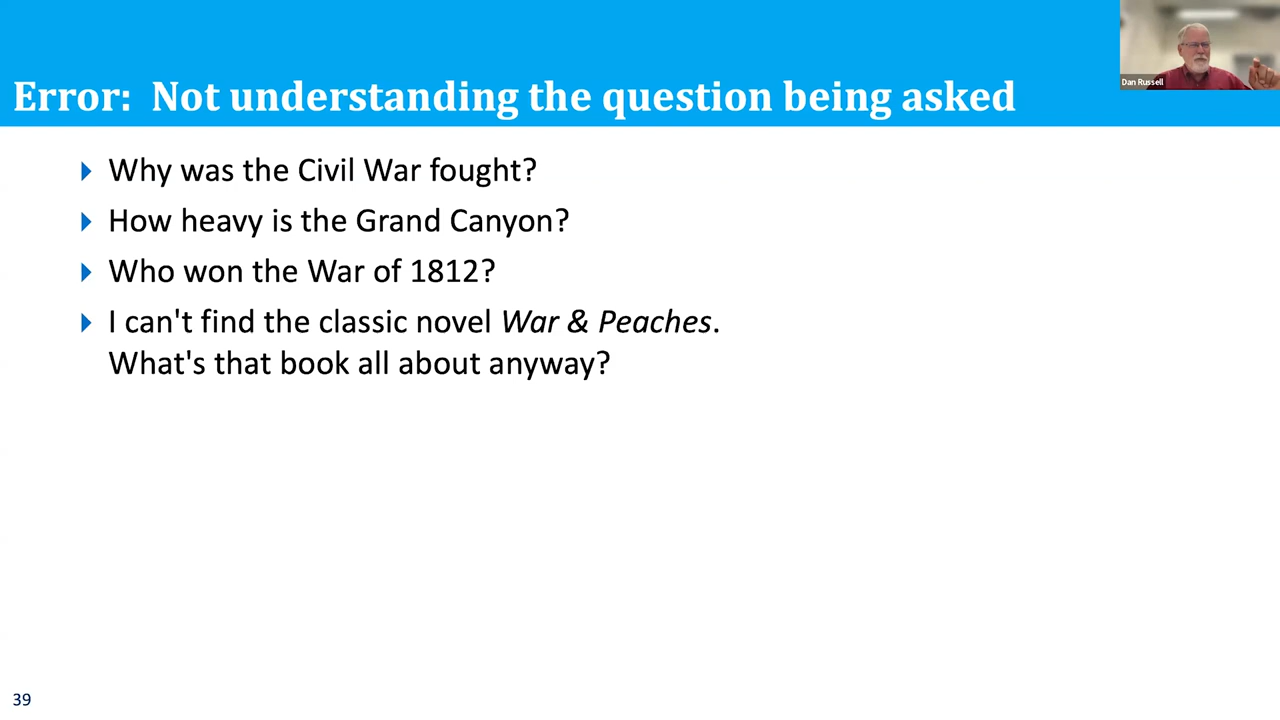 Dan Russell
Error: Not understanding the question being asked
Why was the Civil War fought?
How heavy is the Grand Canyon?
Who won the War of 1812?
I can't find the classic novel War & Peaches.
What's that book all about anyway?
39